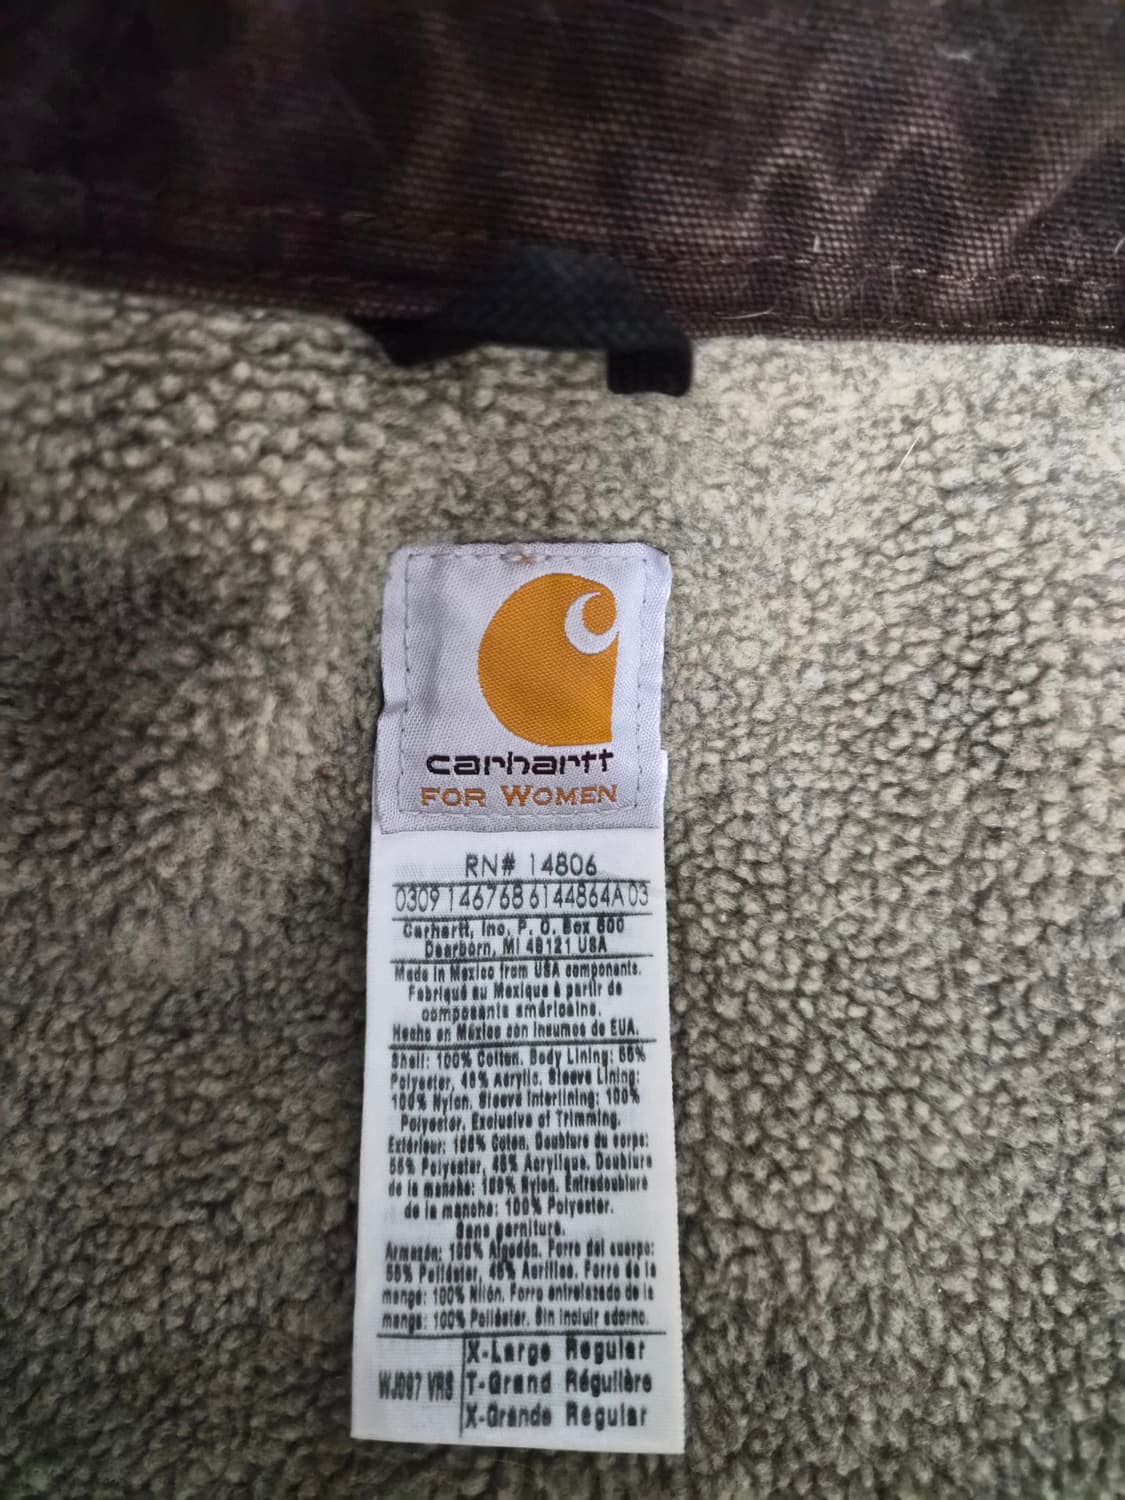 carhartt
FOR WOMEN
RN# 14806
0309 146768 6144864A 03
Carhartt, Inc. P. O. Box 600
Dearborn, MI 48121 USA
Made in Mexico from USA components.
Fabriqué au Mexique à partir de
composants américains.
Hecho en México con insumos de EUA.
Shell: 100% Cotton. Body Lining: 55%
Polyester, 45% Acrylic. Sleeve Lining:
100% Nylon. Sleeve Interlining: 100%
Polyester. Exclusive of Trimming.
Extérieur: 100% Coton. Doublure du corps:
55% Polyester, 45% Acrylique. Doublure
de la manche: 100% Nylon. Entredoublure
de la manche: 100% Polyester.
Sans garniture.
Armazón: 100% Algodón. Forro del cuerpo:
55% Poliéster, 45% Acrílico. Forro de la
manga: 100% Nilón. Forro entrelazado de la
manga: 100% Poliéster. Sin incluir adorno.
X-Large Regular
WJ097 VRB T-Grand Régulière
X-Grande Regular